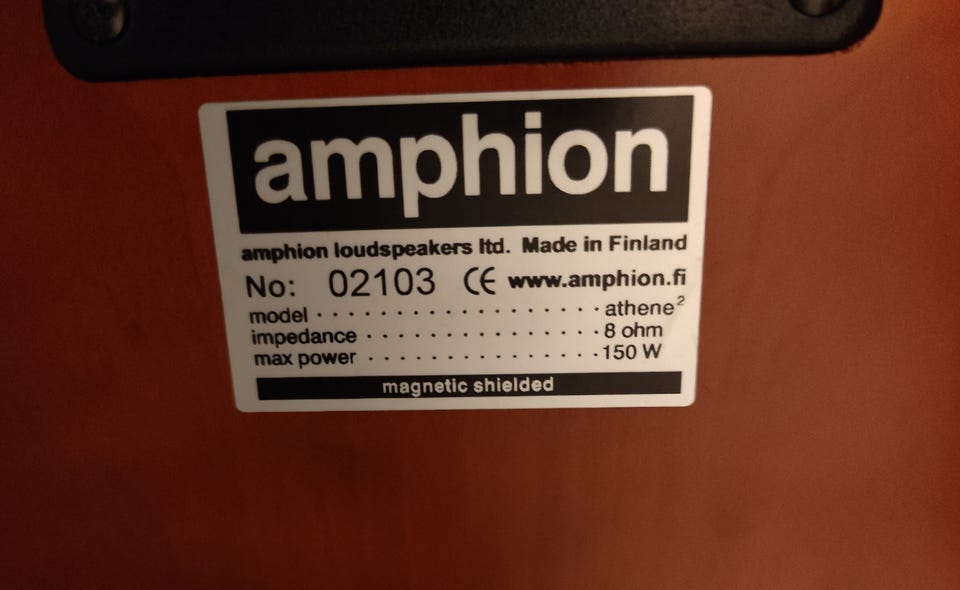 amphion
amphion loudspeakers ltd. Made in Finland
No: 02103 CE www.amphion.fi
model . . . . . . . . . . . . . . . . . . athene²
impedance . . . . . . . . . . . . . . . 8 ohm
max power . . . . . . . . . . . . . . . 150 W
magnetic shielded